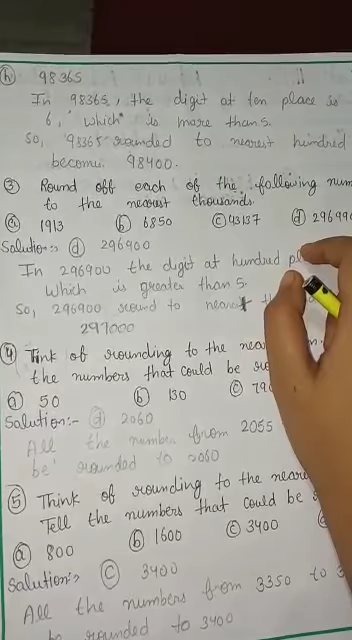 (h) 98365
In 98365, the digit at ten place is
6, which is more than 5.
So, 98365 rounded to nearest hundred
become 98400.
③ Round off each of the following num
to the nearest thousands.
ⓐ 1913 ⓑ 6850 ⓒ 43137 ⓓ 29690
Solution:- ⓓ 296900
In 296900 the digit at hundred pl
which is greater than 5.
So, 296900 round to nearest th
297000
④ Think of rounding to the nea
the numbers that could be
ⓐ 50 ⓑ 130 ⓒ 79
Solution:- ⓓ 2060
All the number from 2055
be rounded to 2060
⑤ Think of rounding to the neare
Tell the numbers that could be
ⓐ 800 ⓑ 1600 ⓒ 3400
Solution:- ⓒ 3400
All the numbers from 3350 to 3
be rounded to 3400